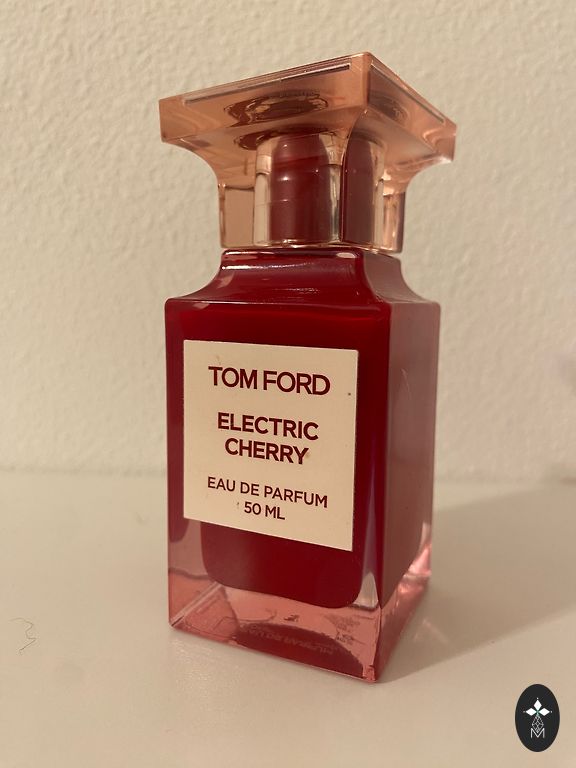 TOM FORD
ELECTRIC
CHERRY
EAU DE PARFUM
50 ML